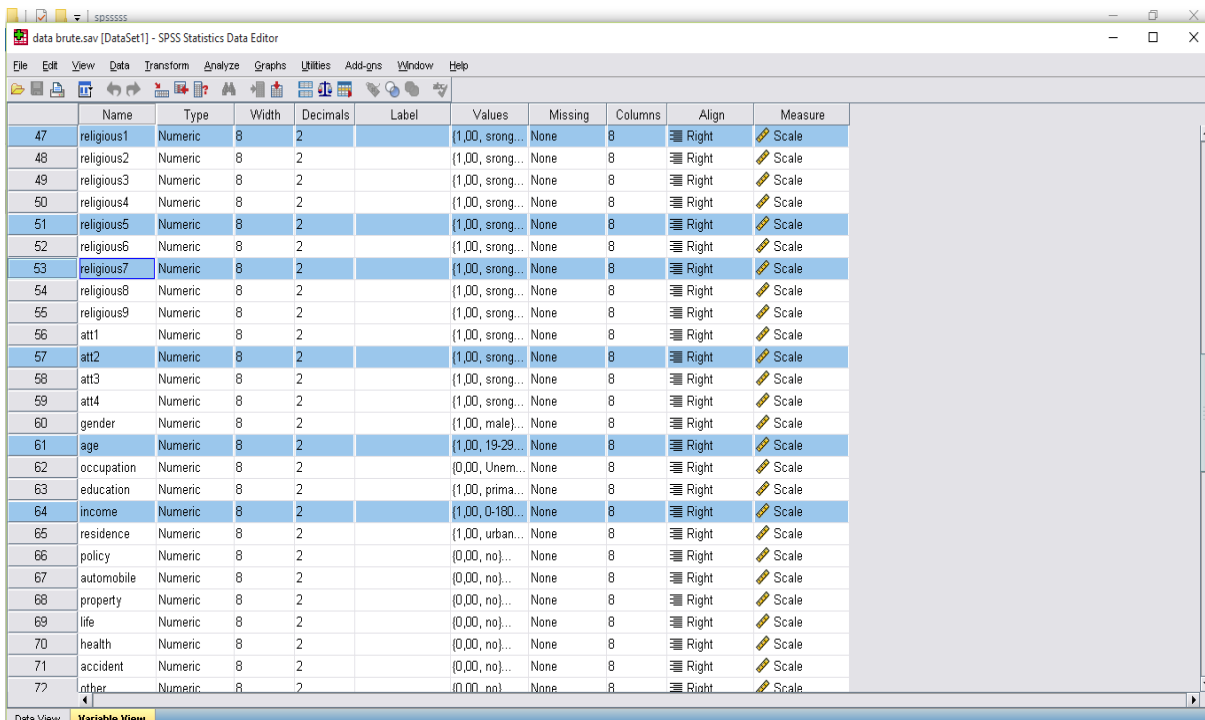 spsssss
data brute.sav [DataSet1] - SPSS Statistics Data Editor
File Edit View Data Transform Analyze Graphs Utilities Add-ons Window Help
Name Type Width Decimals Label Values Missing Columns Align Measure
47 religious1 Numeric 8 2 {1,00, srong... None 8 Right Scale
48 religious2 Numeric 8 2 {1,00, srong... None 8 Right Scale
49 religious3 Numeric 8 2 {1,00, srong... None 8 Right Scale
50 religious4 Numeric 8 2 {1,00, srong... None 8 Right Scale
51 religious5 Numeric 8 2 {1,00, srong... None 8 Right Scale
52 religious6 Numeric 8 2 {1,00, srong... None 8 Right Scale
53 religious7 Numeric 8 2 {1,00, srong... None 8 Right Scale
54 religious8 Numeric 8 2 {1,00, srong... None 8 Right Scale
55 religious9 Numeric 8 2 {1,00, srong... None 8 Right Scale
56 att1 Numeric 8 2 {1,00, srong... None 8 Right Scale
57 att2 Numeric 8 2 {1,00, srong... None 8 Right Scale
58 att3 Numeric 8 2 {1,00, srong... None 8 Right Scale
59 att4 Numeric 8 2 {1,00, srong... None 8 Right Scale
60 gender Numeric 8 2 {1,00, male}... None 8 Right Scale
61 age Numeric 8 2 {1,00, 19-29... None 8 Right Scale
62 occupation Numeric 8 2 {0,00, Unem... None 8 Right Scale
63 education Numeric 8 2 {1,00, prima... None 8 Right Scale
64 income Numeric 8 2 {1,00, 0-180... None 8 Right Scale
65 residence Numeric 8 2 {1,00, urban... None 8 Right Scale
66 policy Numeric 8 2 {0,00, no}... None 8 Right Scale
67 automobile Numeric 8 2 {0,00, no}... None 8 Right Scale
68 property Numeric 8 2 {0,00, no}... None 8 Right Scale
69 life Numeric 8 2 {0,00, no}... None 8 Right Scale
70 health Numeric 8 2 {0,00, no}... None 8 Right Scale
71 accident Numeric 8 2 {0,00, no}... None 8 Right Scale
72 other Numeric 8 2 {0,00, no}... None 8 Right Scale
Data View Variable View